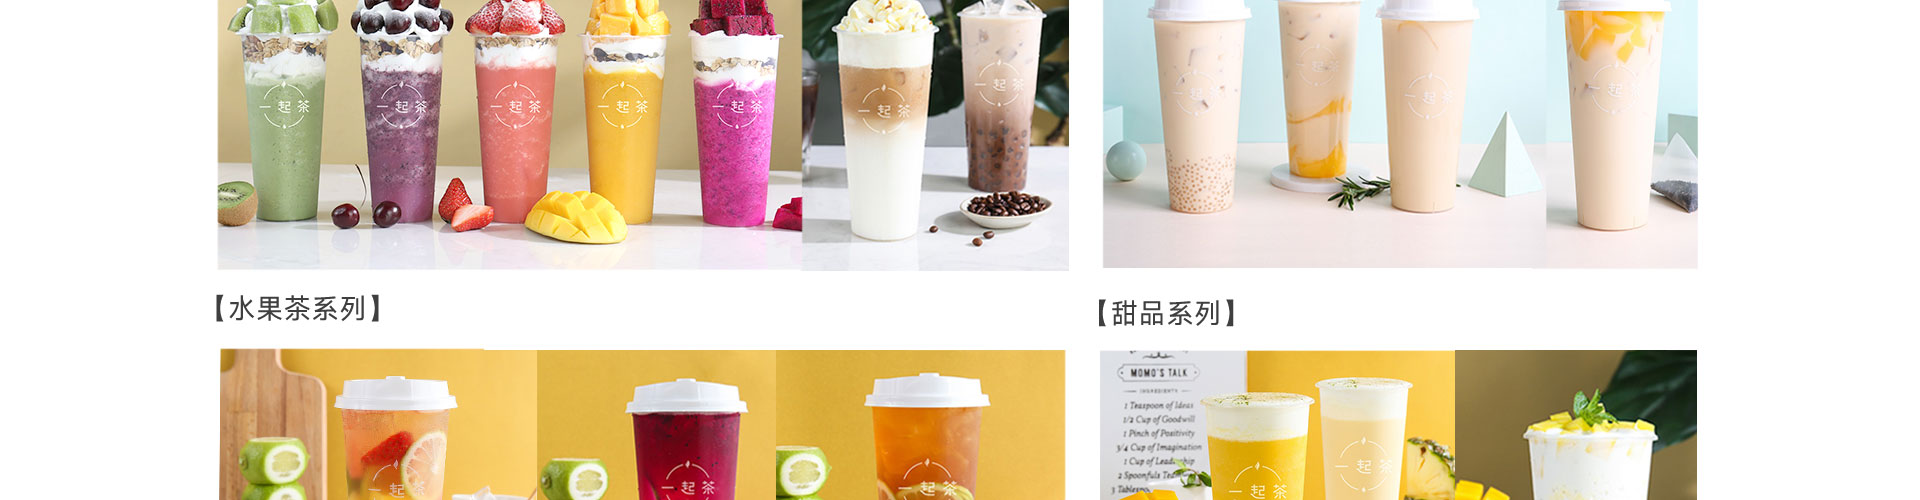 一起茶
一起茶
一起茶
一起茶
一起茶
一起茶
一起茶
一起茶
一起茶
一起茶
一起茶
【水果茶系列】
【甜品系列】
MOMO'S TALK
INGREDIENTS
1 Teaspoon of Ideas
1/2 Cup of Goodwill
1 Pinch of Positivity
3/4 Cup of Imagination
1 Cup of Leadership
2 Spoonfuls
3
一起茶
一起茶
一起茶
一起茶
一起茶